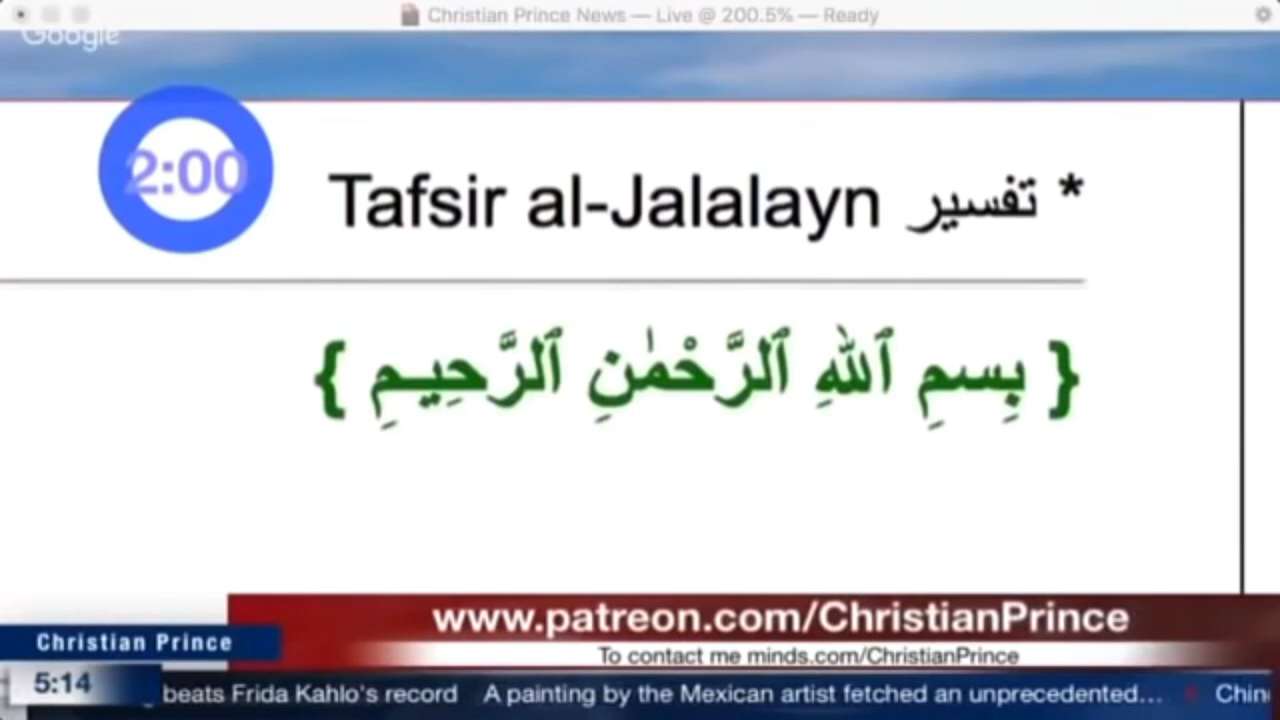 Christian Prince News — Live @ 200.5% — Ready
Google
2:00
Tafsir al-Jalalayn تفسير *
{ بِسمِ ٱللهِ ٱلرَّحْمٰنِ ٱلرَّحِيـمِ }
www.patreon.com/ChristianPrince
To contact me minds.com/ChristianPrince
Christian Prince
5:14
beats Frida Kahlo's record A painting by the Mexican artist fetched an unprecedented...